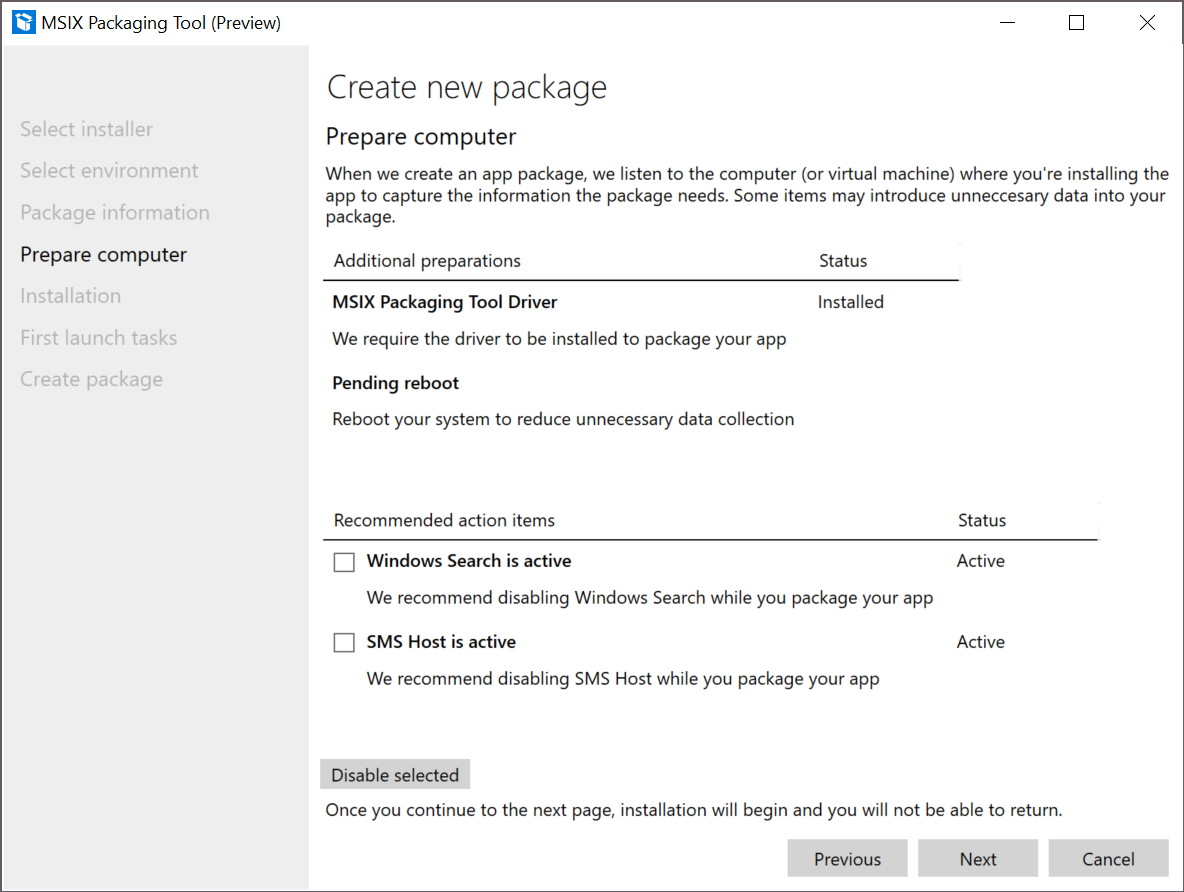 MSIX Packaging Tool (Preview)
Select installer
Select environment
Package information
Prepare computer
Installation
First launch tasks
Create package
Create new package
Prepare computer
When we create an app package, we listen to the computer (or virtual machine) where you're installing the
app to capture the information the package needs. Some items may introduce unneccesary data into your
package.
Additional preparations Status
MSIX Packaging Tool Driver Installed
We require the driver to be installed to package your app
Pending reboot
Reboot your system to reduce unnecessary data collection
Recommended action items Status
Windows Search is active Active
We recommend disabling Windows Search while you package your app
SMS Host is active Active
We recommend disabling SMS Host while you package your app
Disable selected
Once you continue to the next page, installation will begin and you will not be able to return.
Previous Next Cancel